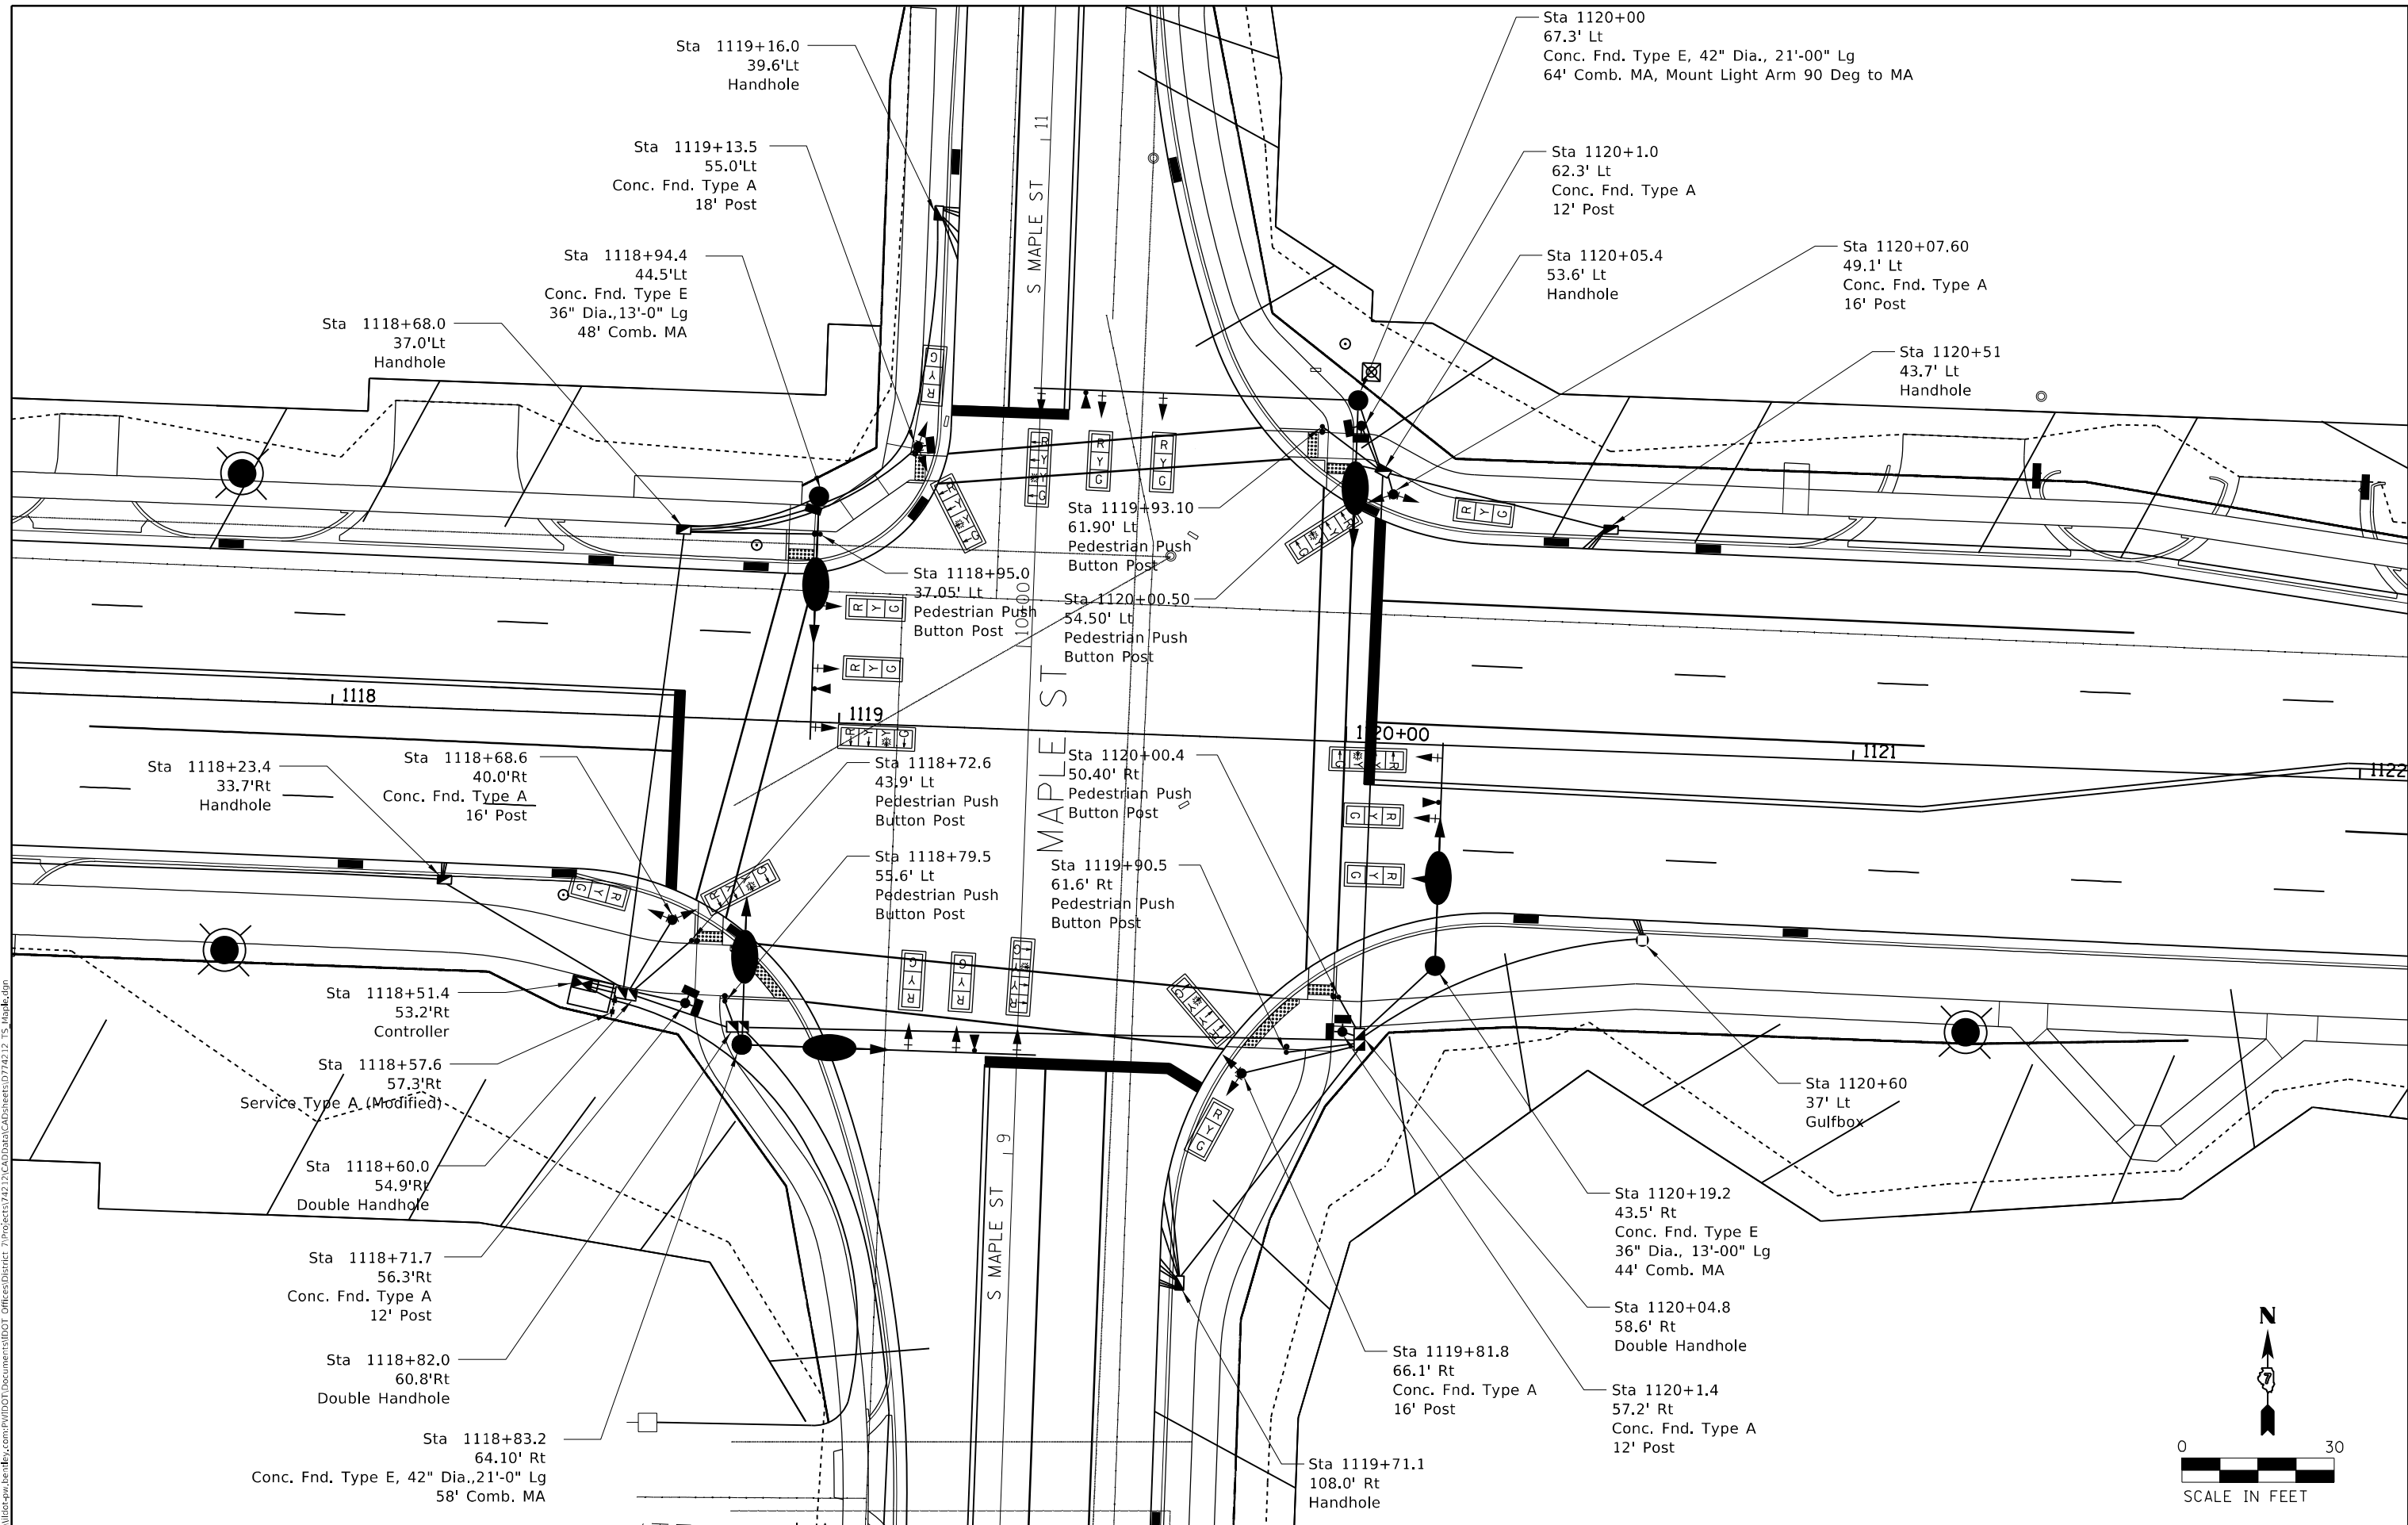 Sta 1119+16.0
39.6'Lt
Handhole
Sta 1119+13.5
55.0'Lt
Conc. Fnd. Type A
18' Post
Sta 1118+94.4
44.5'Lt
Conc. Fnd. Type E
36" Dia.,13'-0" Lg
48' Comb. MA
Sta 1118+68.0
37.0'Lt
Handhole
S MAPLE ST
11
Sta 1120+00
67.3' Lt
Conc. Fnd. Type E, 42" Dia., 21'-00" Lg
64' Comb. MA, Mount Light Arm 90 Deg to MA
Sta 1120+1.0
62.3' Lt
Conc. Fnd. Type A
12' Post
Sta 1120+05.4
53.6' Lt
Handhole
Sta 1120+07.60
49.1' Lt
Conc. Fnd. Type A
16' Post
Sta 1120+51
43.7' Lt
Handhole
R Y G
R Y Y G
R Y Y G
R Y G
R Y G
R Y Y G
R Y G
Sta 1119+93.10
61.90' Lt
Pedestrian Push
Button Post
Sta 1118+95.0
37.05' Lt
Pedestrian Push
Button Post
Sta 1120+00.50
54.50' Lt
Pedestrian Push
Button Post
10+00
R Y G
R Y G
R Y Y G
1118
1119
1120+00
1121
1122
MAPLE ST
Sta 1118+23.4
33.7'Rt
Handhole
Sta 1118+68.6
40.0'Rt
Conc. Fnd. Type A
16' Post
Sta 1118+72.6
43.9' Lt
Pedestrian Push
Button Post
Sta 1120+00.4
50.40' Rt
Pedestrian Push
Button Post
Sta 1118+79.5
55.6' Lt
Pedestrian Push
Button Post
Sta 1119+90.5
61.6' Rt
Pedestrian Push
Button Post
R Y Y G
R Y G
R Y G
R Y G
R Y Y G
R Y G
R Y G
R Y Y G
R Y Y G
R Y G
Sta 1118+51.4
53.2'Rt
Controller
Sta 1118+57.6
57.3'Rt
Service Type A (Modified)
Sta 1118+60.0
54.9'Rt
Double Handhole
Sta 1118+71.7
56.3'Rt
Conc. Fnd. Type A
12' Post
Sta 1118+82.0
60.8'Rt
Double Handhole
Sta 1118+83.2
64.10' Rt
Conc. Fnd. Type E, 42" Dia.,21'-0" Lg
58' Comb. MA
S MAPLE ST
9
Sta 1120+60
37' Lt
Gulfbox
Sta 1120+19.2
43.5' Rt
Conc. Fnd. Type E
36" Dia., 13'-00" Lg
44' Comb. MA
Sta 1120+04.8
58.6' Rt
Double Handhole
Sta 1119+81.8
66.1' Rt
Conc. Fnd. Type A
16' Post
Sta 1120+1.4
57.2' Rt
Conc. Fnd. Type A
12' Post
Sta 1119+71.1
108.0' Rt
Handhole
N
7
0 30
SCALE IN FEET